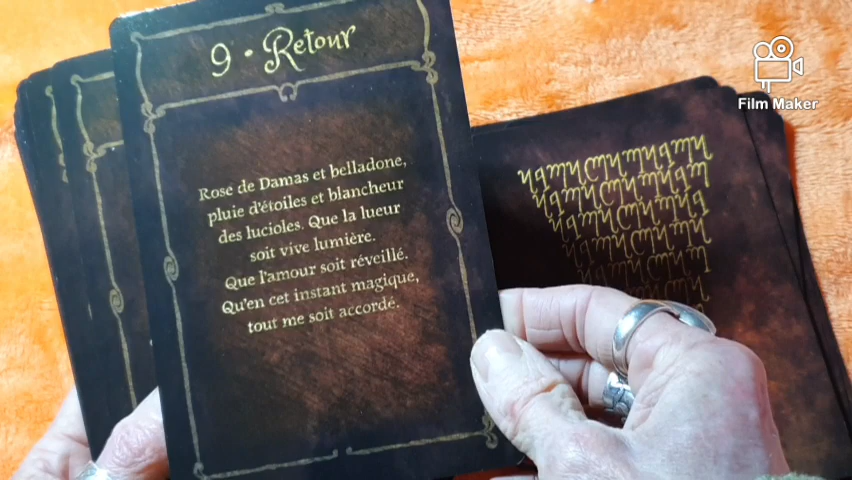 9 • Retour
Rose de Damas et belladone,
pluie d'étoiles et blancheur
des lucioles. Que la lueur
soit vive lumière.
Que l'amour soit réveillé.
Qu'en cet instant magique,
tout me soit accordé.
Film Maker